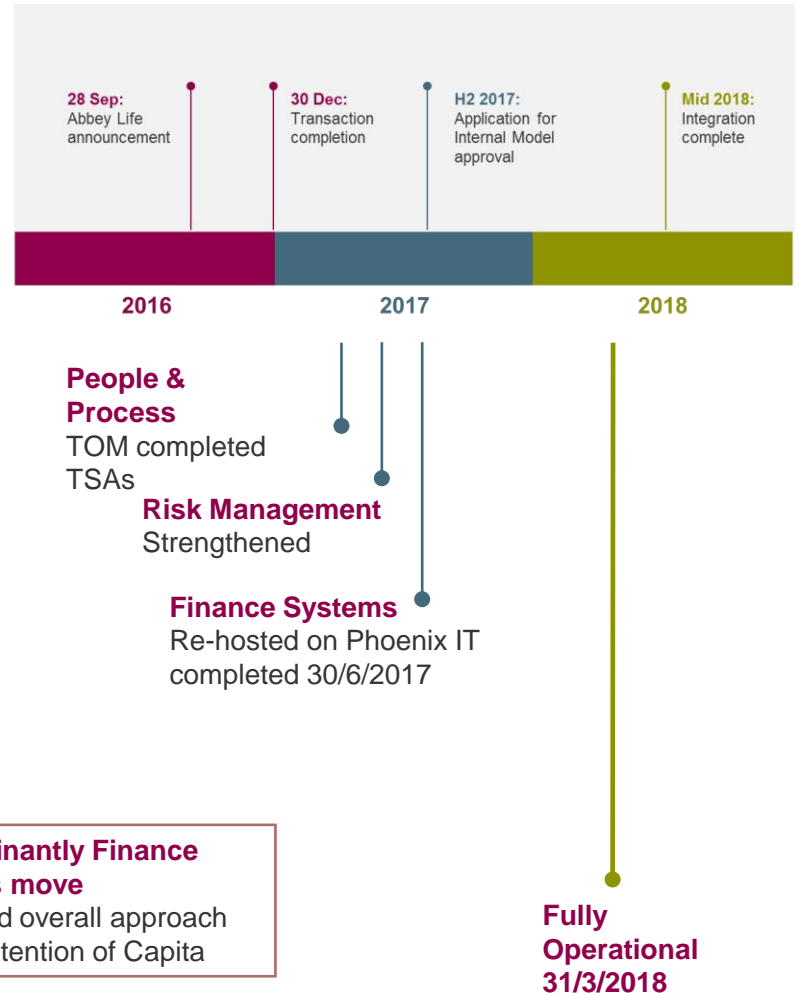 28 Sep:
Abbey Life
announcement
30 Dec:
Transaction
completion
H2 2017:
Application for
Internal Model
approval
Mid 2018:
Integration
complete
2016
2017
2018
People &
Process
TOM completed
TSAs
Risk Management
Strengthened
Finance Systems
Re-hosted on Phoenix IT
completed 30/6/2017
Finance
move
overall approach
of Capita
Fully
Operational
31/3/2018